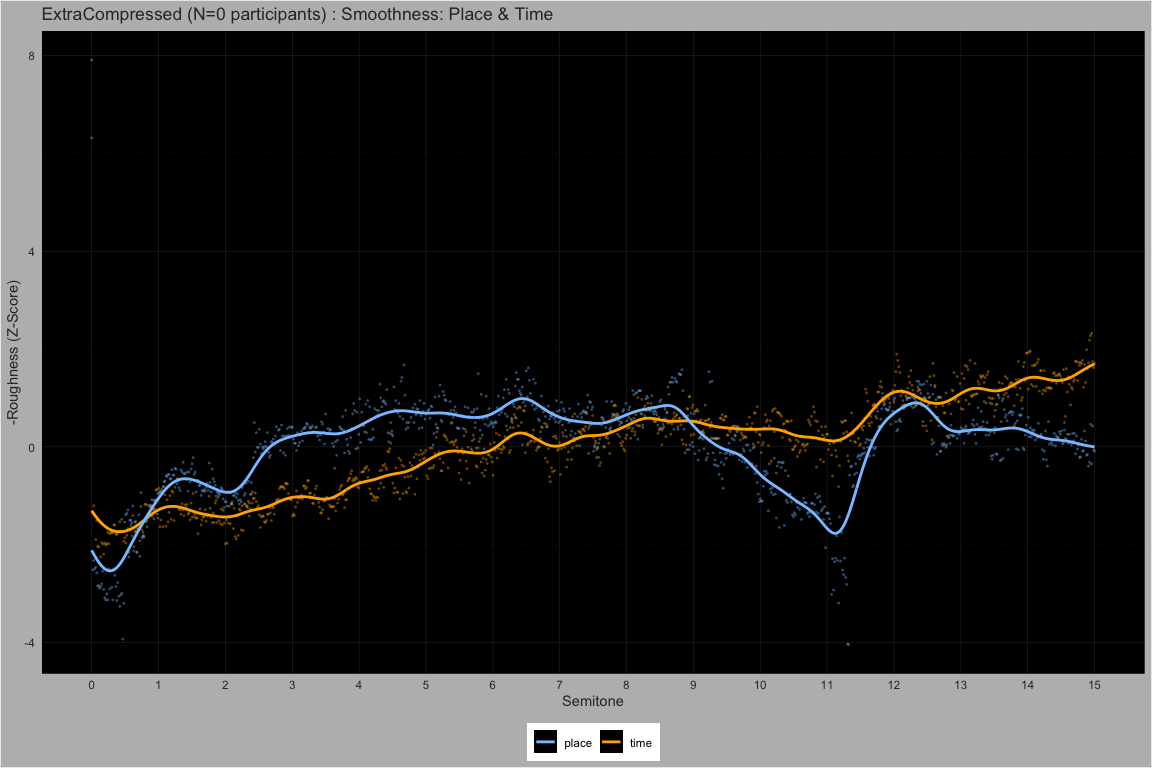 ExtraCompressed (N=0 participants) : Smoothness: Place & Time
-Roughness (Z-Score)
8
4
0
-4
0 1 2 3 4 5 6 7 8 9 10 11 12 13 14 15
Semitone
place time